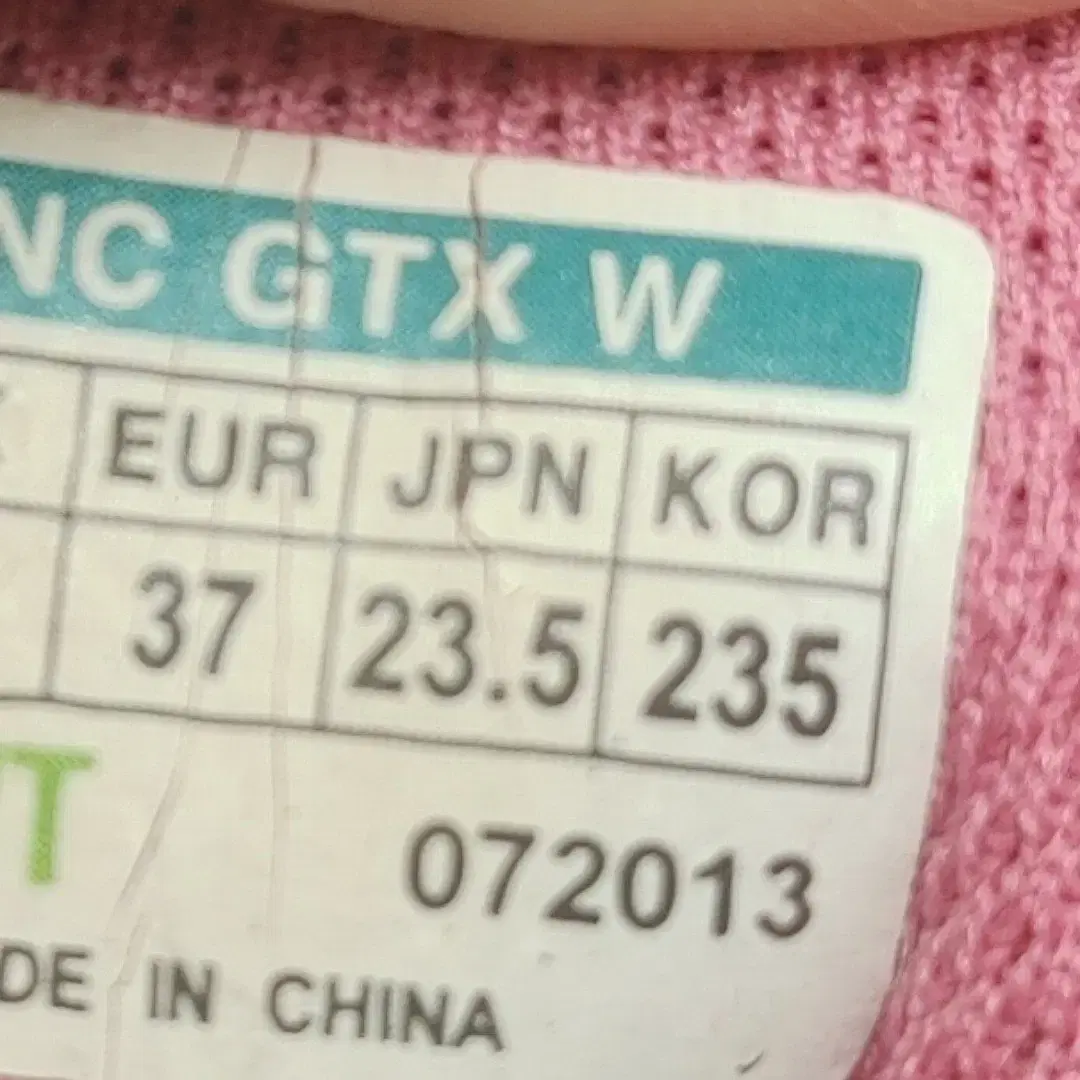 NC GTX W
EUR JPN KOR
37 23.5 235
T
072013
DE IN CHINA